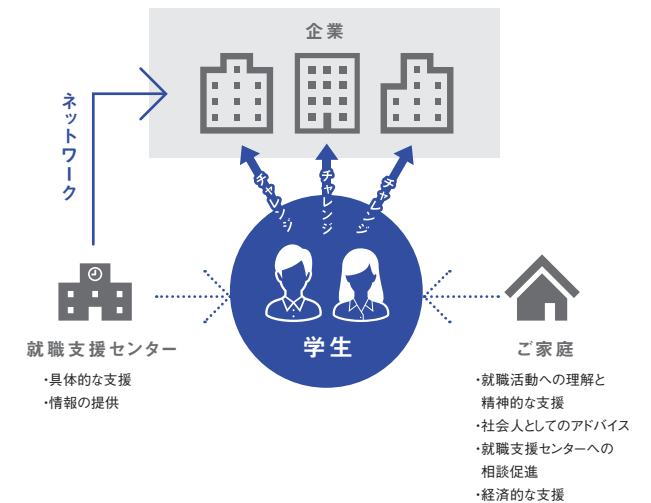 企業
ネットワーク
チャレンジ
チャレンジ
チャレンジ
学生
就職支援センター
・具体的な支援
・情報の提供
ご家庭
・就職活動への理解と
精神的な支援
・社会人としてのアドバイス
・就職支援センターへの
相談促進
・経済的な支援